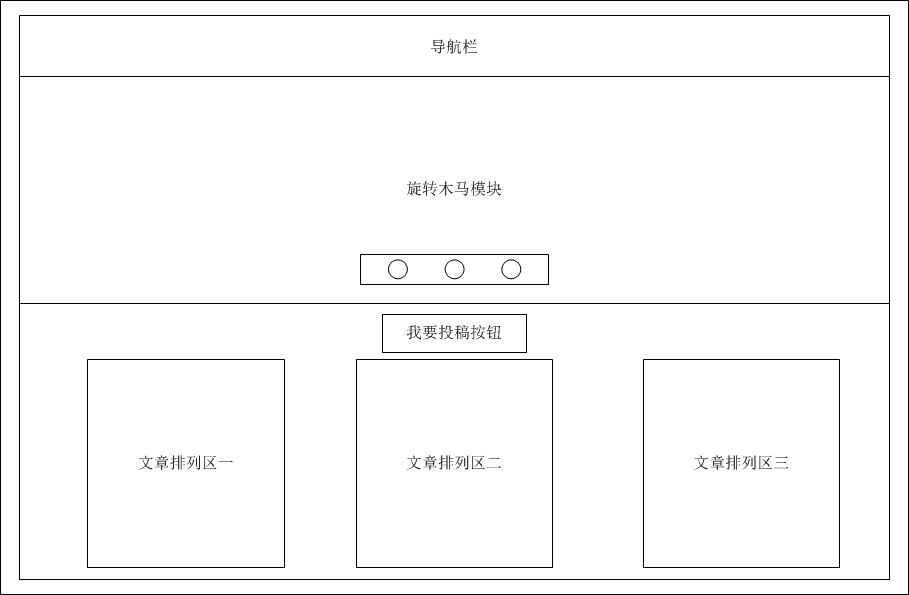 导航栏
旋转木马模块
我要投稿按钮
文章排列区一
文章排列区二
文章排列区三